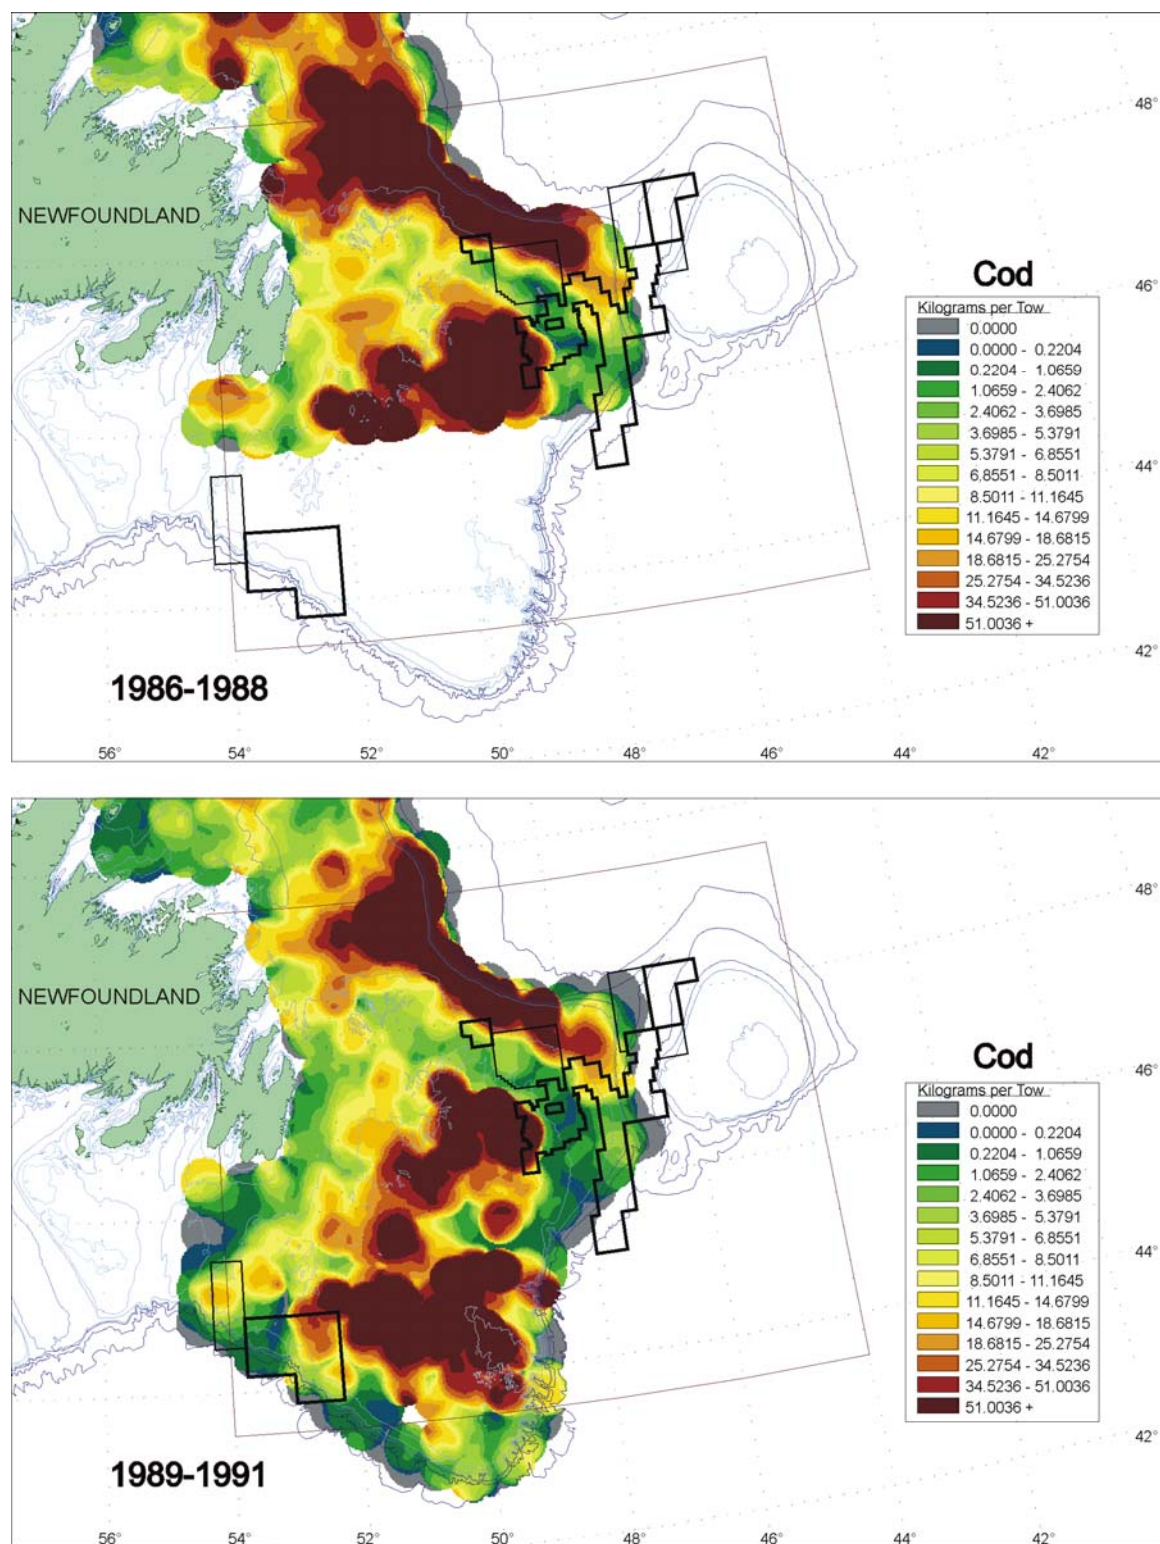 NEWFOUNDLAND
48°
46°
44°
42°
Cod
Kilograms per Tow
0.0000
0.0000 - 0.2204
0.2204 - 1.0659
1.0659 - 2.4062
2.4062 - 3.6985
3.6985 - 5.3791
5.3791 - 6.8551
6.8551 - 8.5011
8.5011 - 11.1645
11.1645 - 14.6799
14.6799 - 18.6815
18.6815 - 25.2754
25.2754 - 34.5236
34.5236 - 51.0036
51.0036 +
1986-1988
56° 54° 52° 50° 48° 46° 44° 42°
NEWFOUNDLAND
48°
46°
44°
42°
Cod
Kilograms per Tow
0.0000
0.0000 - 0.2204
0.2204 - 1.0659
1.0659 - 2.4062
2.4062 - 3.6985
3.6985 - 5.3791
5.3791 - 6.8551
6.8551 - 8.5011
8.5011 - 11.1645
11.1645 - 14.6799
14.6799 - 18.6815
18.6815 - 25.2754
25.2754 - 34.5236
34.5236 - 51.0036
51.0036 +
1989-1991
56° 54° 52° 50° 48° 46° 44° 42°